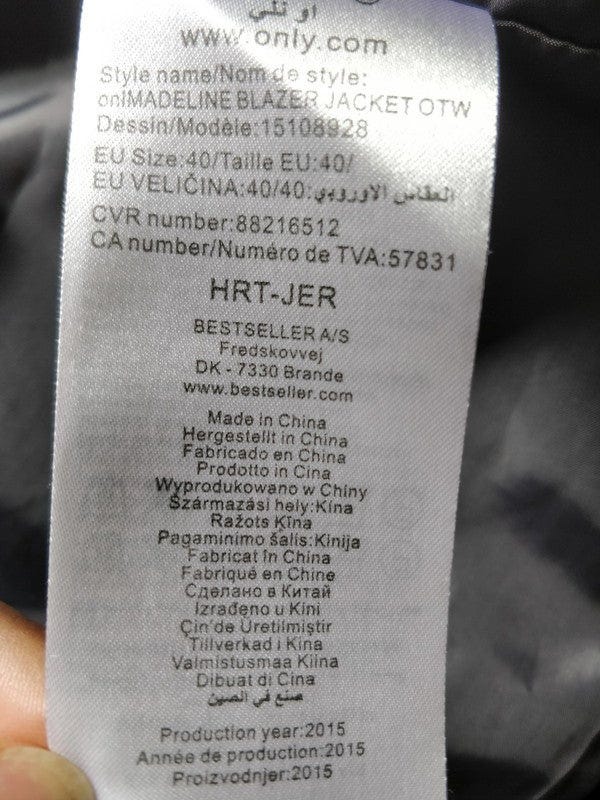 او نلي
www.only.com
Style name/Nom de style:
onlMADELINE BLAZER JACKET OTW
Dessin/Modèle:15108928
EU Size:40/Taille EU:40/
EU VELIČINA:40/40:المقاس الاوروبي
CVR number:88216512
CA number/Numéro de TVA:57831
HRT-JER
BESTSELLER A/S
Fredskovvej
DK - 7330 Brande
www.bestseller.com
Made in China
Hergestellt in China
Fabricado en China
Prodotto in Cina
Wyprodukowano w Chiny
Származási hely:Kína
Ražots Ķīna
Pagaminimo šalis:Kinija
Fabricat în China
Fabriqué en Chine
Сделано в Китай
Izrađeno u Kini
Çin'de Üretilmiştir
Tillverkad i Kina
Valmistusmaa Kiina
Dibuat di Cina
صنع في الصين
Production year:2015
Année de production:2015
Proizvodnjer:2015